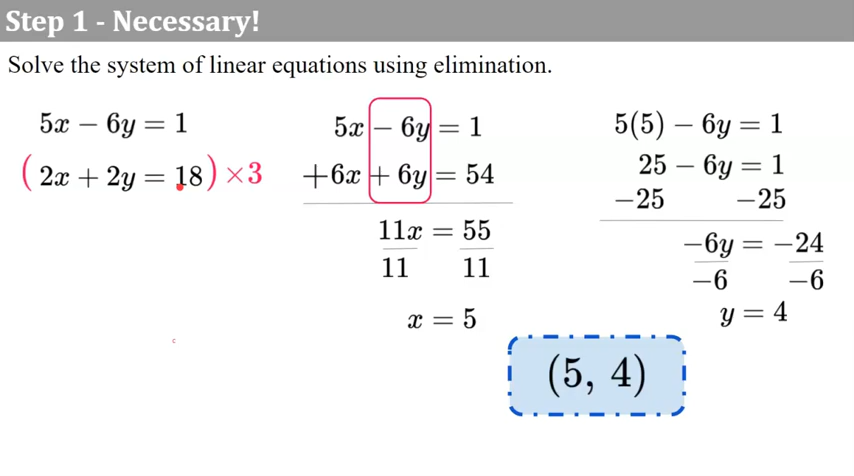 Step 1 - Necessary!
Solve the system of linear equations using elimination.
5x − 6y = 1
(2x + 2y = 18) ×3
5x − 6y = 1
+6x + 6y = 54
11x = 55
11 11
x = 5
5(5) − 6y = 1
25 − 6y = 1
−25 −25
−6y = −24
−6 −6
y = 4
(5, 4)